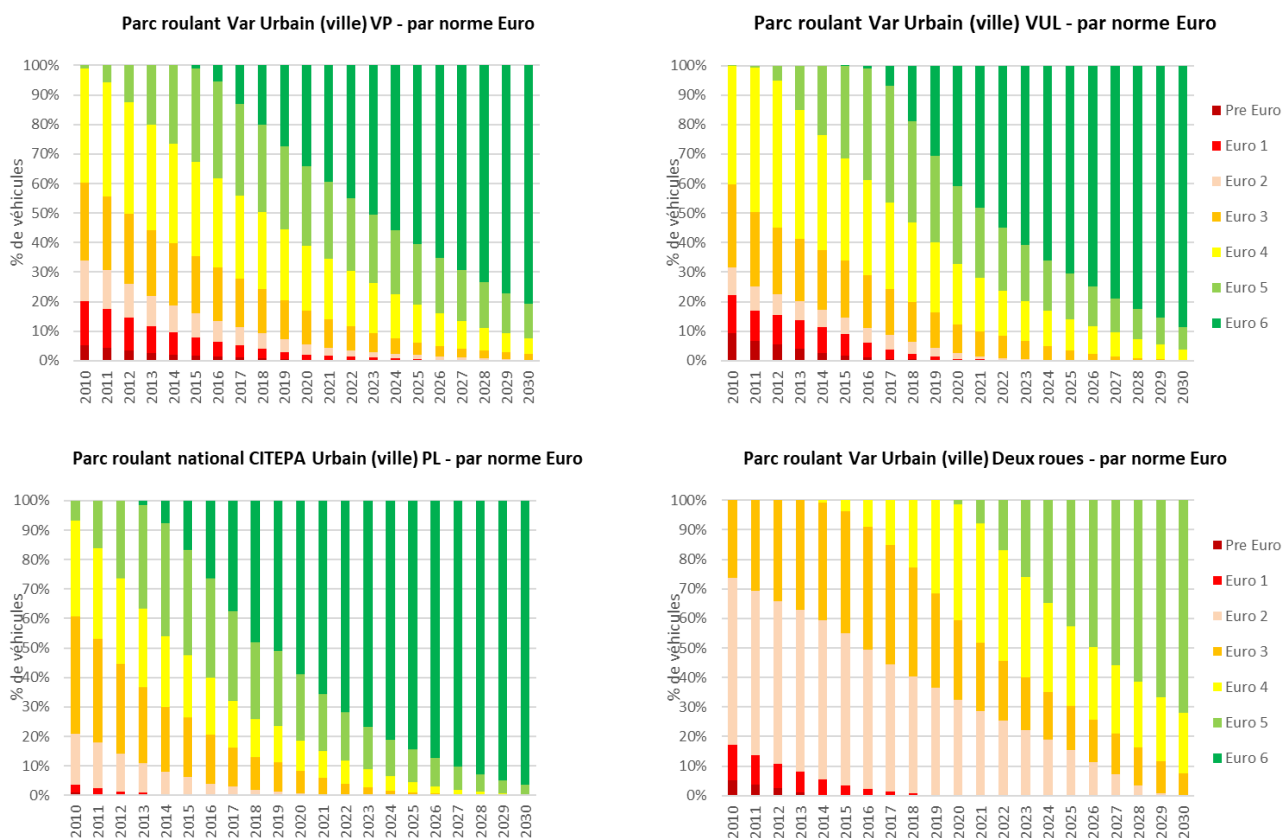 Parc roulant Var Urbain (ville) VP - par norme Euro
% de véhicules
100%
90%
80%
70%
60%
50%
40%
30%
20%
10%
0%
2010 2011 2012 2013 2014 2015 2016 2017 2018 2019 2020 2021 2022 2023 2024 2025 2026 2027 2028 2029 2030
Parc roulant Var Urbain (ville) VUL - par norme Euro
% de véhicules
100%
90%
80%
70%
60%
50%
40%
30%
20%
10%
0%
2010 2011 2012 2013 2014 2015 2016 2017 2018 2019 2020 2021 2022 2023 2024 2025 2026 2027 2028 2029 2030
Pre Euro
Euro 1
Euro 2
Euro 3
Euro 4
Euro 5
Euro 6
Parc roulant national CITEPA Urbain (ville) PL - par norme Euro
% de véhicules
100%
90%
80%
70%
60%
50%
40%
30%
20%
10%
0%
2010 2011 2012 2013 2014 2015 2016 2017 2018 2019 2020 2021 2022 2023 2024 2025 2026 2027 2028 2029 2030
Parc roulant Var Urbain (ville) Deux roues - par norme Euro
% de véhicules
100%
90%
80%
70%
60%
50%
40%
30%
20%
10%
0%
2010 2011 2012 2013 2014 2015 2016 2017 2018 2019 2020 2021 2022 2023 2024 2025 2026 2027 2028 2029 2030
Pre Euro
Euro 1
Euro 2
Euro 3
Euro 4
Euro 5
Euro 6